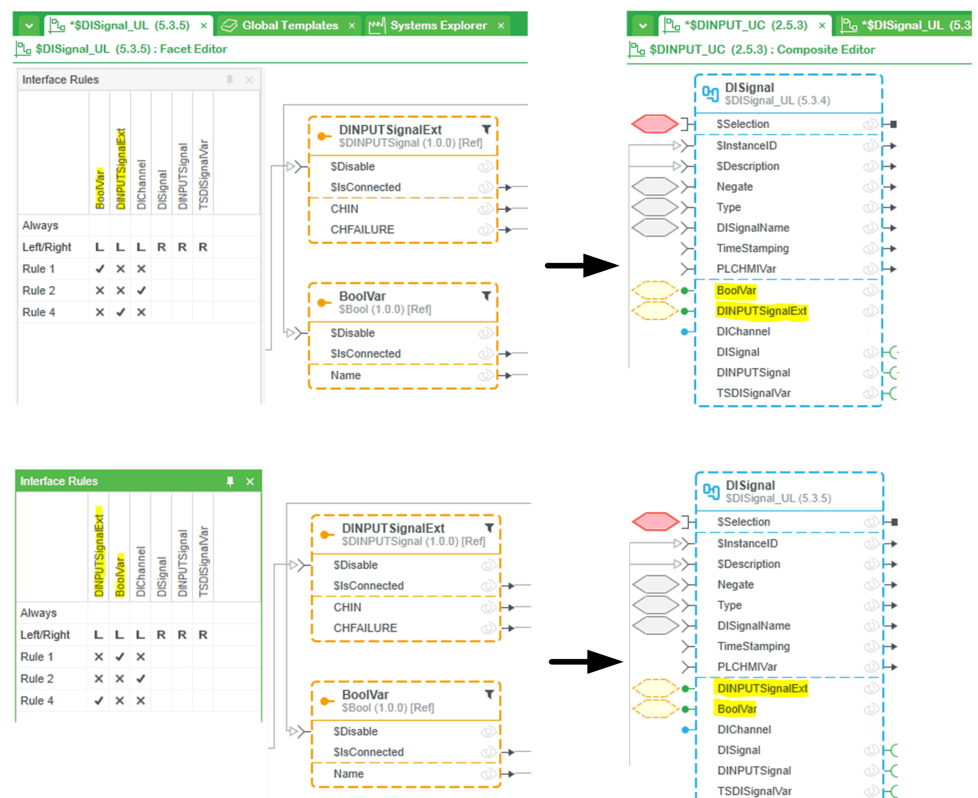 *$DISignal_UL (5.3.5) × Global Templates × Systems Explorer ×
$DISignal_UL (5.3.5) : Facet Editor
Interface Rules
BoolVar
DINPUTSignalExt
DIChannel
DISignal
DINPUTSignal
TSDISignalVar
Always
Left/Right L L L R R R
Rule 1 ✓ × ×
Rule 2 × × ✓
Rule 4 × ✓ ×
DINPUTSignalExt
$DINPUTSignal (1.0.0) [Ref]
$Disable
$IsConnected
CHIN
CHFAILURE
BoolVar
$Bool (1.0.0) [Ref]
$Disable
$IsConnected
Name
*$DINPUT_UC (2.5.3) × *$DISignal_UL (5.3
$DINPUT_UC (2.5.3) : Composite Editor
DISignal
$DISignal_UL (5.3.4)
$Selection
$InstanceID
$Description
Negate
Type
DISignalName
TimeStamping
PLCHMIVar
BoolVar
DINPUTSignalExt
DIChannel
DISignal
DINPUTSignal
TSDISignalVar
Interface Rules
DINPUTSignalExt
BoolVar
DIChannel
DISignal
DINPUTSignal
TSDISignalVar
Always
Left/Right L L L R R R
Rule 1 × ✓ ×
Rule 2 × × ✓
Rule 4 ✓ × ×
DINPUTSignalExt
$DINPUTSignal (1.0.0) [Ref]
$Disable
$IsConnected
CHIN
CHFAILURE
BoolVar
$Bool (1.0.0) [Ref]
$Disable
$IsConnected
Name
DISignal
$DISignal_UL (5.3.5)
$Selection
$InstanceID
$Description
Negate
Type
DISignalName
TimeStamping
PLCHMIVar
DINPUTSignalExt
BoolVar
DIChannel
DISignal
DINPUTSignal
TSDISignalVar